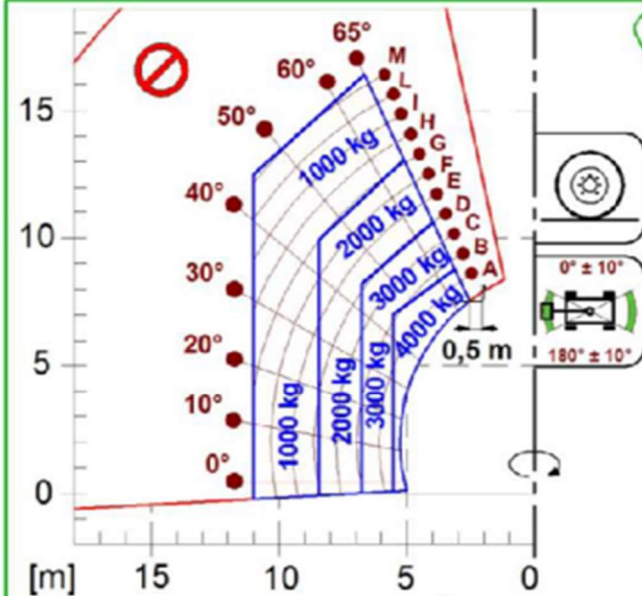 65°
M
60°
L
I
50°
H
15
1000 kg
G
F
40°
E
2000 kg
D
C
10
3000 kg
B
30°
A
0° ± 10°
4000 kg
20°
0,5 m
180° ± 10°
5
10°
1000 kg
2000 kg
3000 kg
0°
0
[m]
15
10
5
0